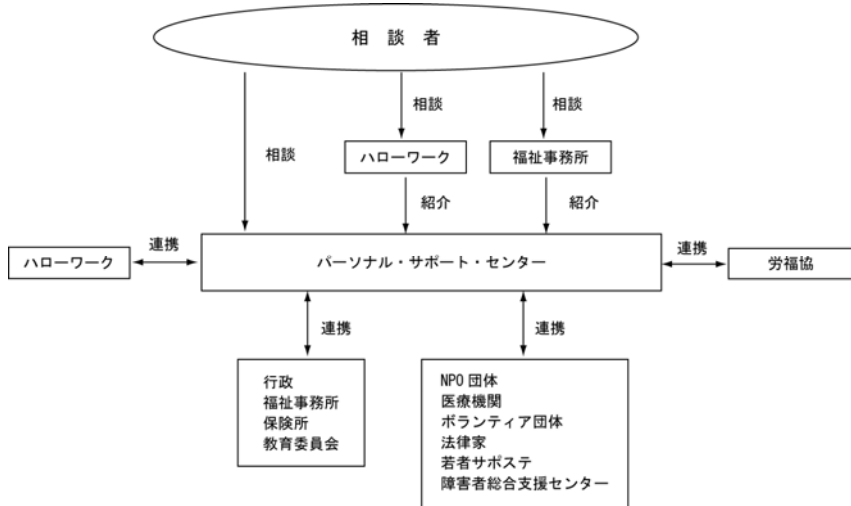 相談者
相談
相談
相談
ハローワーク
福祉事務所
紹介
紹介
ハローワーク
連携
パーソナル・サポート・センター
連携
労福協
連携
連携
行政
福祉事務所
保険所
教育委員会
NPO団体
医療機関
ボランティア団体
法律家
若者サポステ
障害者総合支援センター